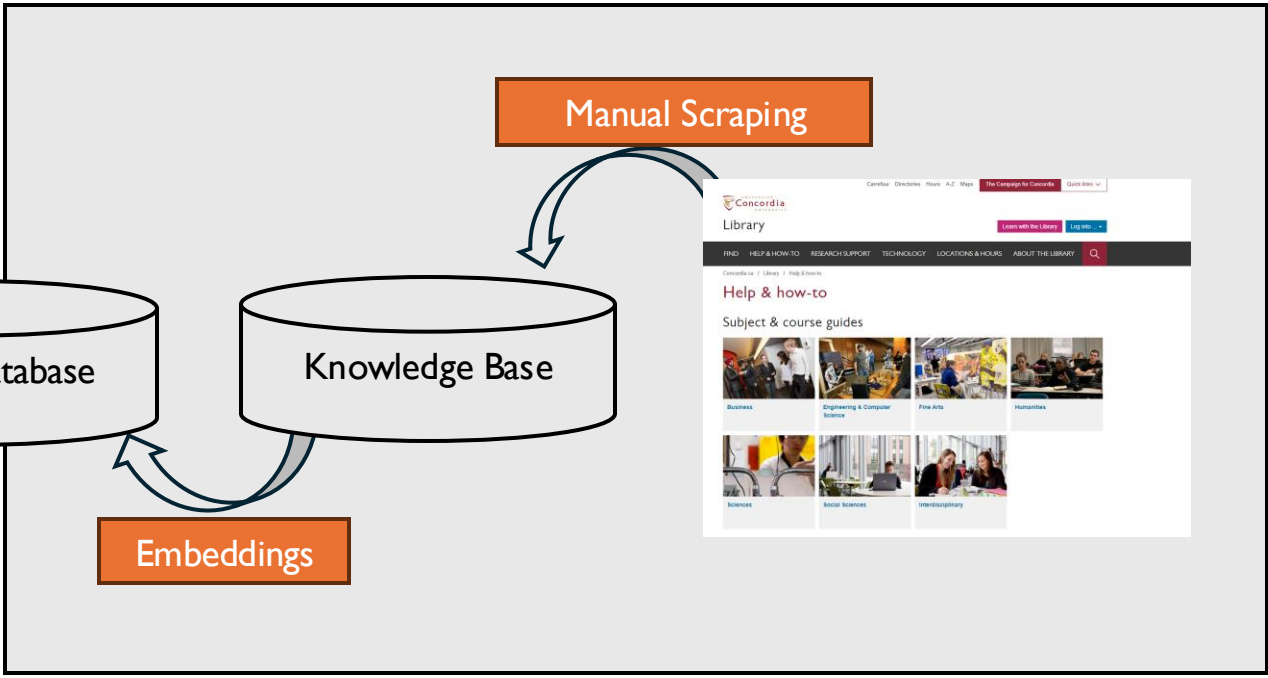 Manual Scraping
Carrefour Directories Hours A-Z Maps The Campaign for Concordia Quick links
Concordia
Library
Learn with the Library Log into ...
FIND HELP & HOW-TO RESEARCH SUPPORT TECHNOLOGY LOCATIONS & HOURS ABOUT THE LIBRARY
Concordia.ca / Library / Help & how-to
Help & how-to
Subject & course guides
Business
Engineering & Computer
Science
Fine Arts
Humanities
Sciences
Social Sciences
Interdisciplinary
tabase
Knowledge Base
Embeddings